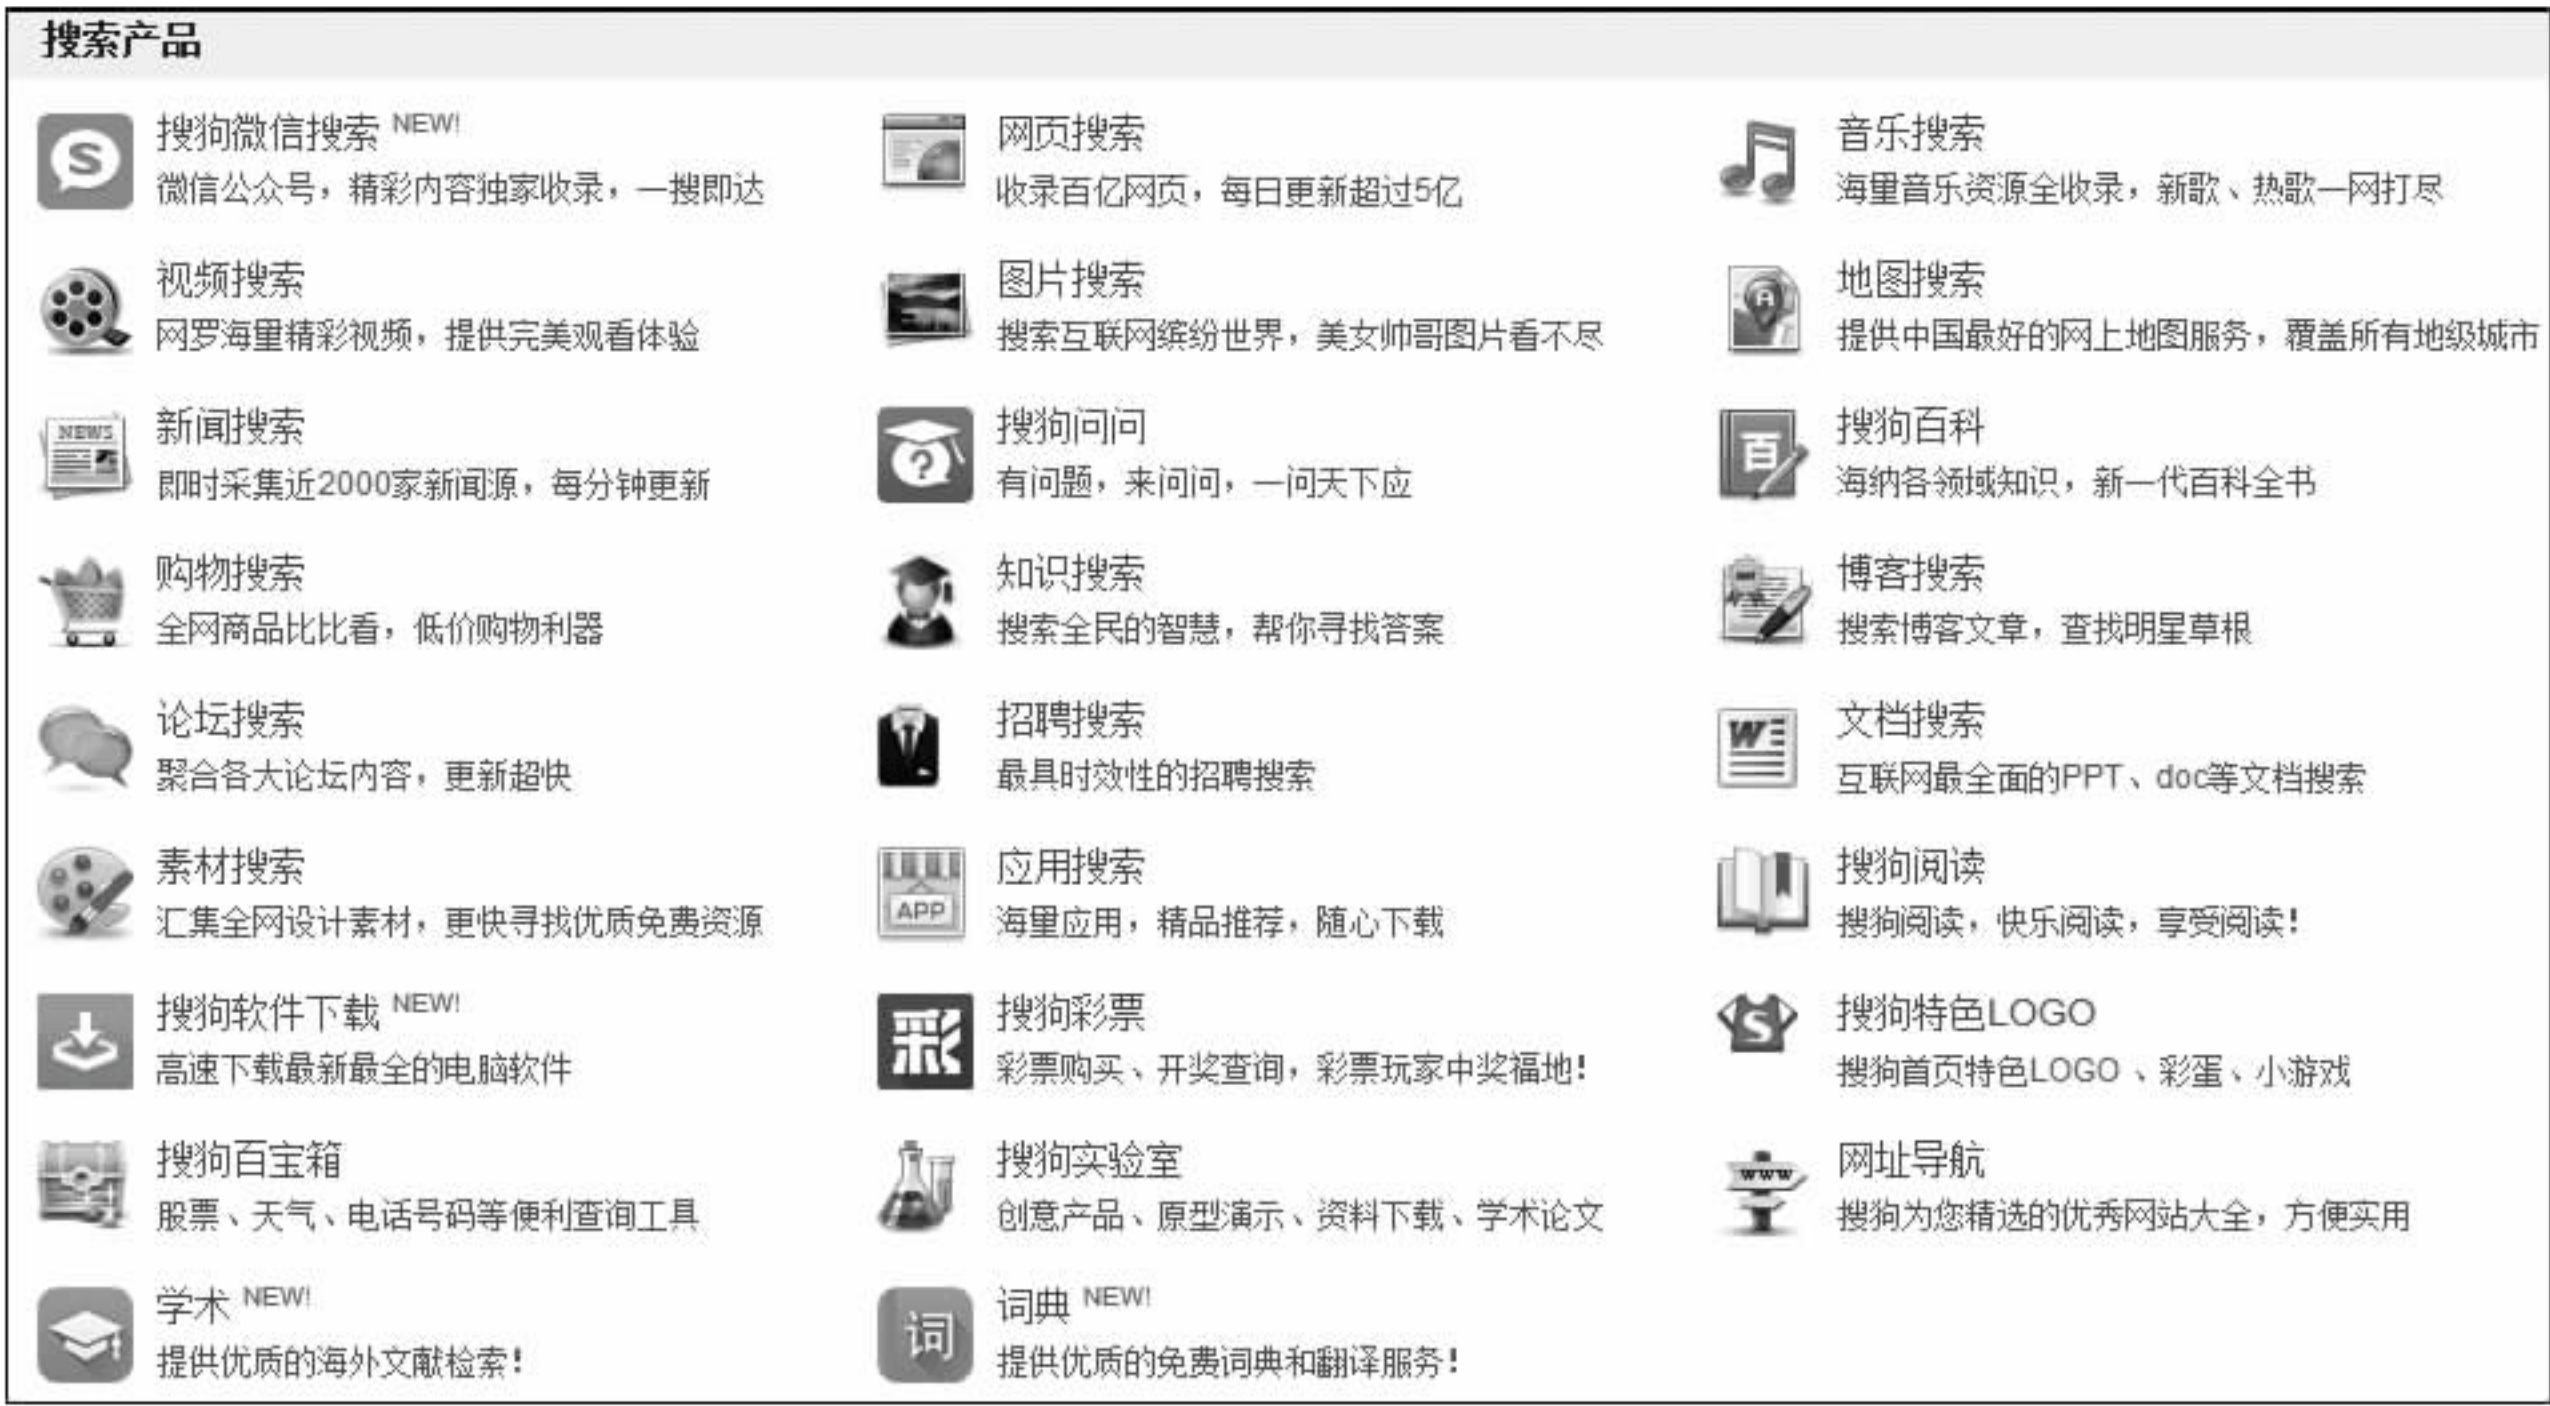 搜索产品
搜狗微信搜索 NEW!
微信公众号，精彩内容独家收录，一搜即达
网页搜索
收录百亿网页，每日更新超过5亿
音乐搜索
海量音乐资源全收录，新歌、热歌一网打尽
视频搜索
网罗海量精彩视频，提供完美观看体验
图片搜索
搜索互联网缤纷世界，美女帅哥图片看不尽
地图搜索
提供中国最好的网上地图服务，覆盖所有地级城市
NEWS
新闻搜索
即时采集近2000家新闻源，每分钟更新
搜狗问问
有问题，来问问，一问天下应
百
搜狗百科
海纳各领域知识，新一代百科全书
购物搜索
全网商品比比看，低价购物利器
知识搜索
搜索全民的智慧，帮你寻找答案
博客搜索
搜索博客文章，查找明星草根
论坛搜索
聚合各大论坛内容，更新超快
招聘搜索
最具时效性的招聘搜索
W
文档搜索
互联网最全面的PPT、doc等文档搜索
素材搜索
汇集全网设计素材，更快寻找优质免费资源
APP
应用搜索
海量应用，精品推荐，随心下载
搜狗阅读
搜狗阅读，快乐阅读，享受阅读！
搜狗软件下载 NEW!
高速下载最新最全的电脑软件
彩
搜狗彩票
彩票购买、开奖查询，彩票玩家中奖福地！
S
搜狗特色LOGO
搜狗首页特色LOGO、彩蛋、小游戏
搜狗百宝箱
股票、天气、电话号码等便利查询工具
搜狗实验室
创意产品、原型演示、资料下载、学术论文
www
网址导航
搜狗为您精选的优秀网站大全，方便实用
学术 NEW!
提供优质的海外文献检索！
词
词典 NEW!
提供优质的免费词典和翻译服务！